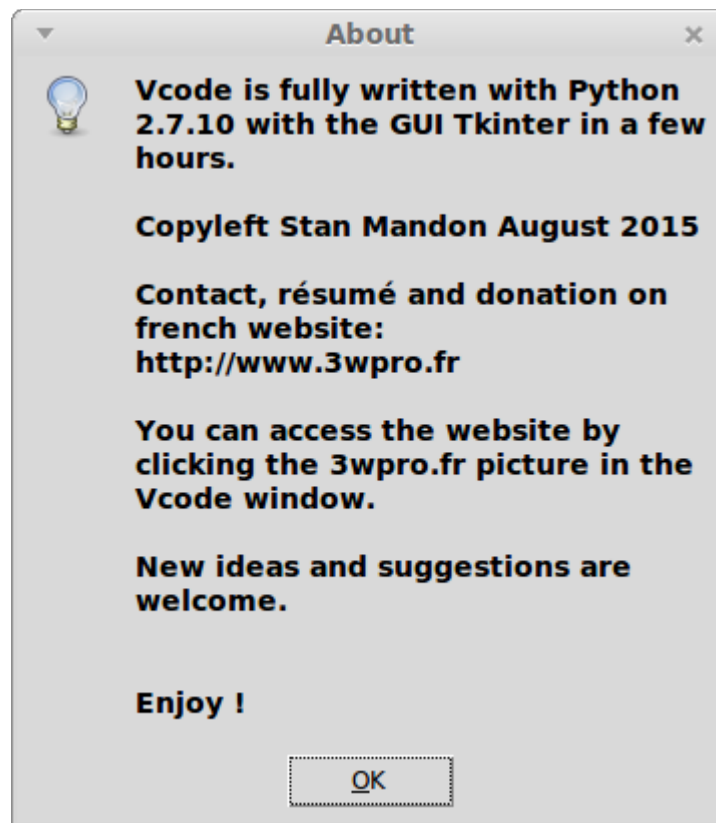 About
Vcode is fully written with Python
2.7.10 with the GUI Tkinter in a few
hours.
Copyleft Stan Mandon August 2015
Contact, résumé and donation on
french website:
http://www.3wpro.fr
You can access the website by
clicking the 3wpro.fr picture in the
Vcode window.
New ideas and suggestions are
welcome.
Enjoy !
OK